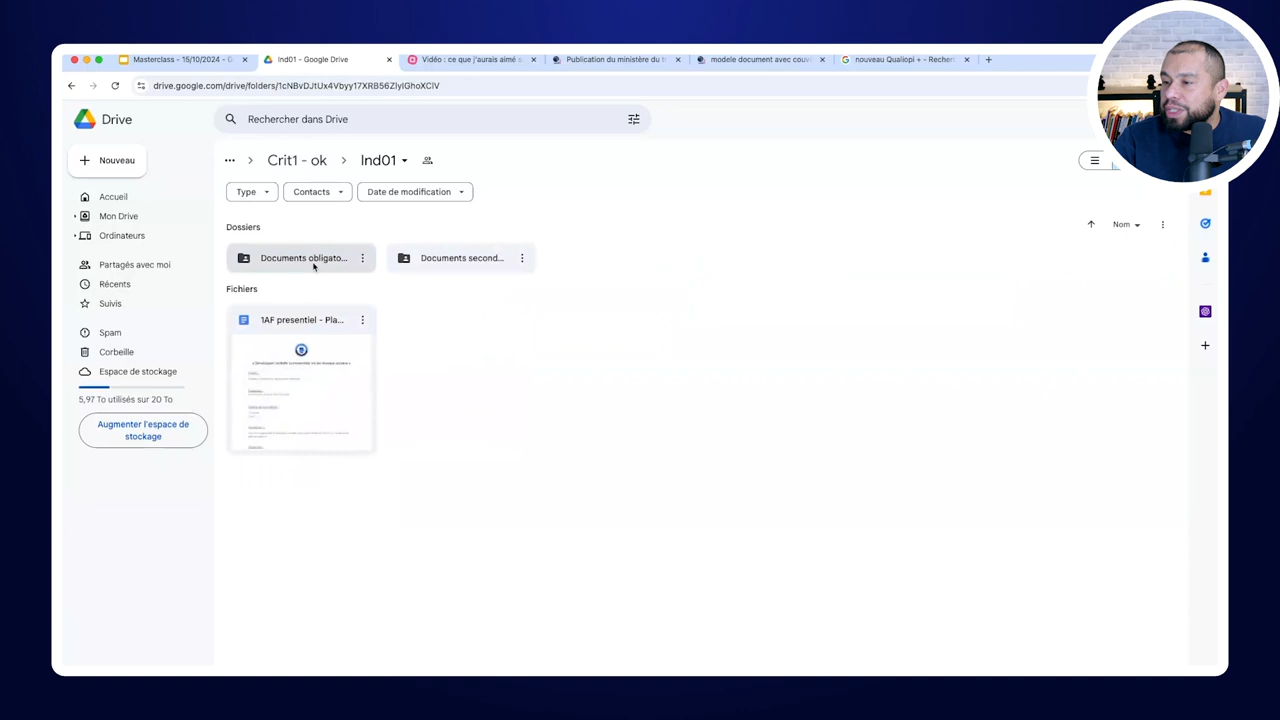 Masterclass - 15/10/2024 - G
Ind01 - Google Drive
Vidéo : ce que j'aurais aimé s
Publication du ministère du tr
modele document avec couv
nouveau Qualiopi + - Recher
drive.google.com/drive/folders/
Drive
Rechercher dans Drive
Nouveau
Crit1 - ok
Ind01
Type
Contacts
Date de modification
Accueil
Mon Drive
Ordinateurs
Partagés avec moi
Récents
Suivis
Spam
Corbeille
Espace de stockage
5,97 To utilisés sur 20 To
Augmenter l'espace de
stockage
Dossiers
Nom
Documents obligato...
Documents second...
Fichiers
1AF presentiel - Pla...